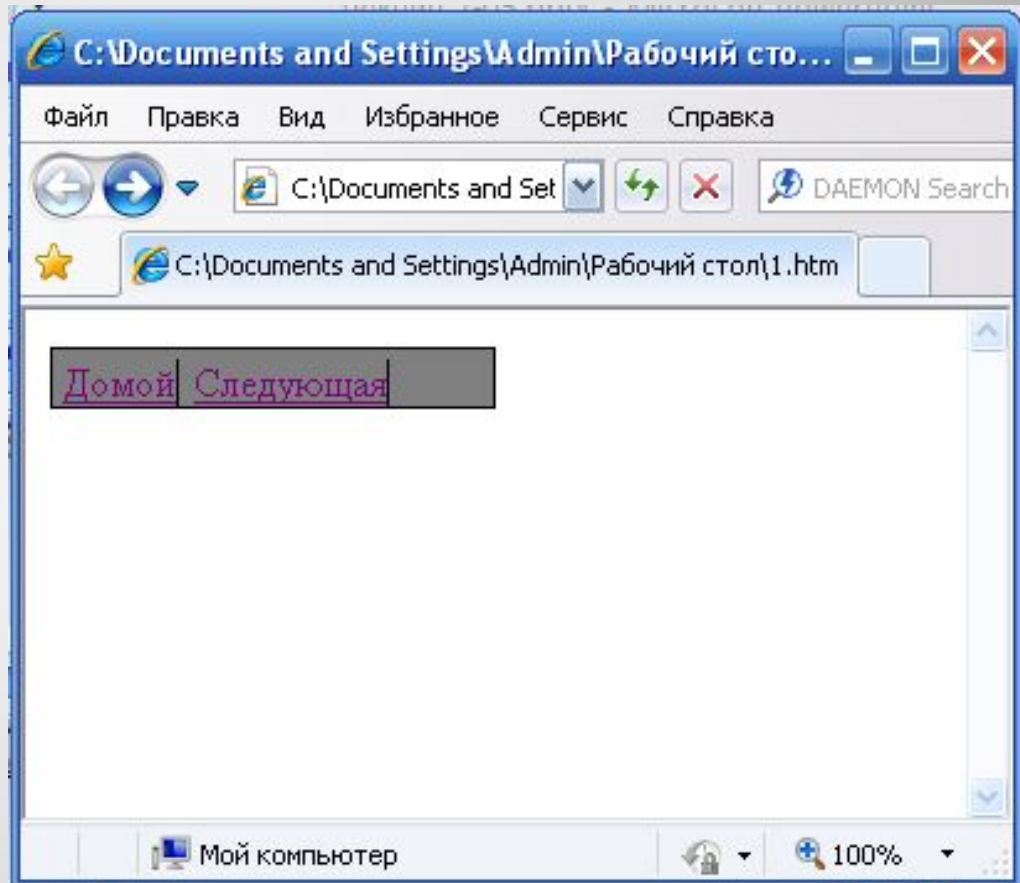 C:\Documents and Settings\Admin\Рабочий сто...
Файл Правка Вид Избранное Сервис Справка
C:\Documents and Set DAEMON Search
C:\Documents and Settings\Admin\Рабочий стол\1.htm
Домой Следующая
Мой компьютер 100%